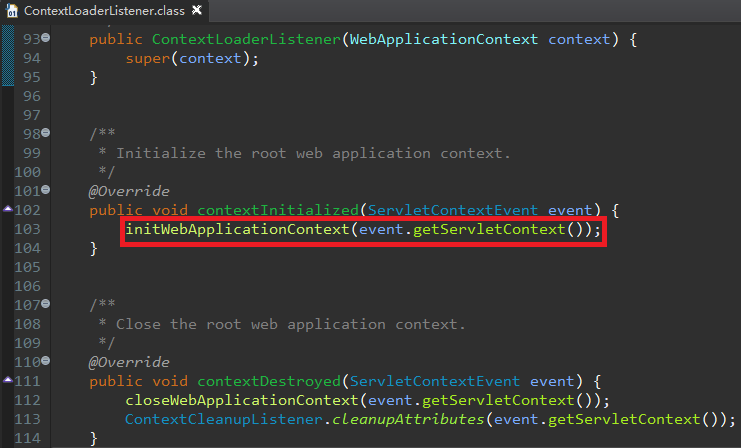 ContextLoaderListener.class
93 public ContextLoaderListener(WebApplicationContext context) {
94 super(context);
95 }
96
97
98 /**
99 * Initialize the root web application context.
100 */
101 @Override
102 public void contextInitialized(ServletContextEvent event) {
103 initWebApplicationContext(event.getServletContext());
104 }
105
106
107 /**
108 * Close the root web application context.
109 */
110 @Override
111 public void contextDestroyed(ServletContextEvent event) {
112 closeWebApplicationContext(event.getServletContext());
113 ContextCleanupListener.cleanupAttributes(event.getServletContext());
114 }